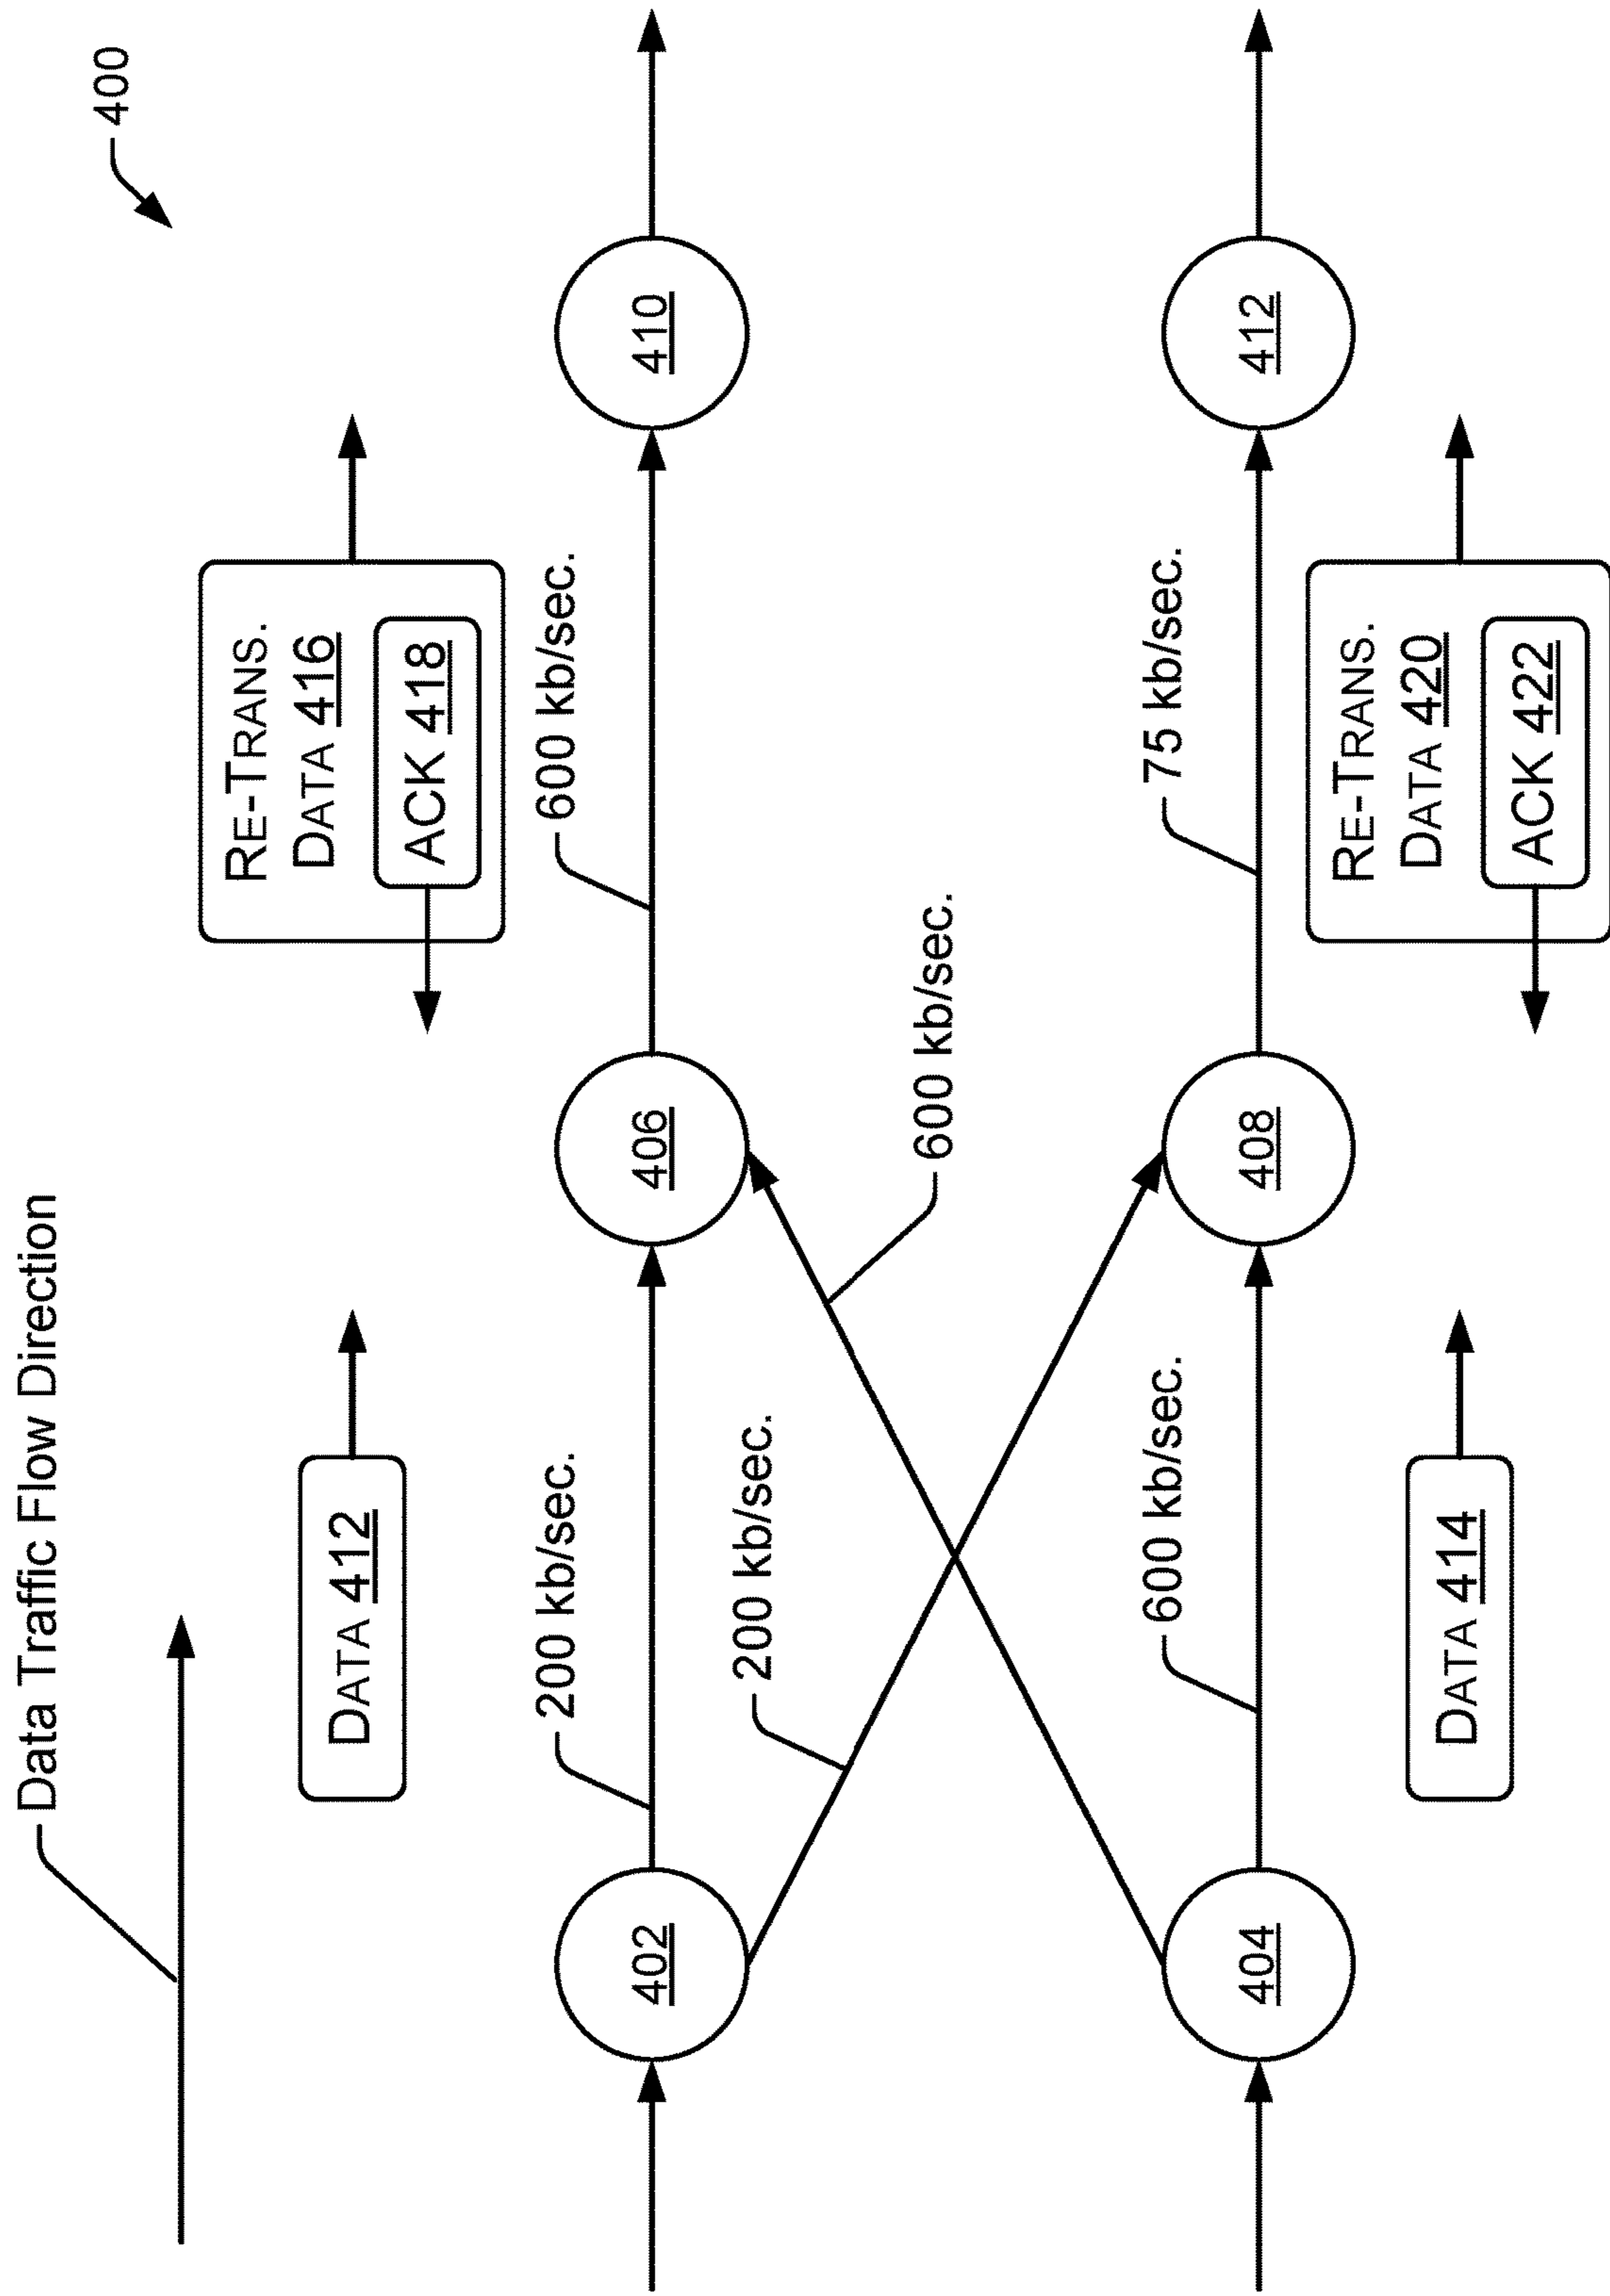 Data Traffic Flow Direction
400
DATA 412
RE-TRANS.
DATA 416
ACK 418
200 kb/sec.
600 kb/sec.
402
406
410
200 kb/sec.
600 kb/sec.
600 kb/sec.
75 kb/sec.
404
408
412
DATA 414
RE-TRANS.
DATA 420
ACK 422